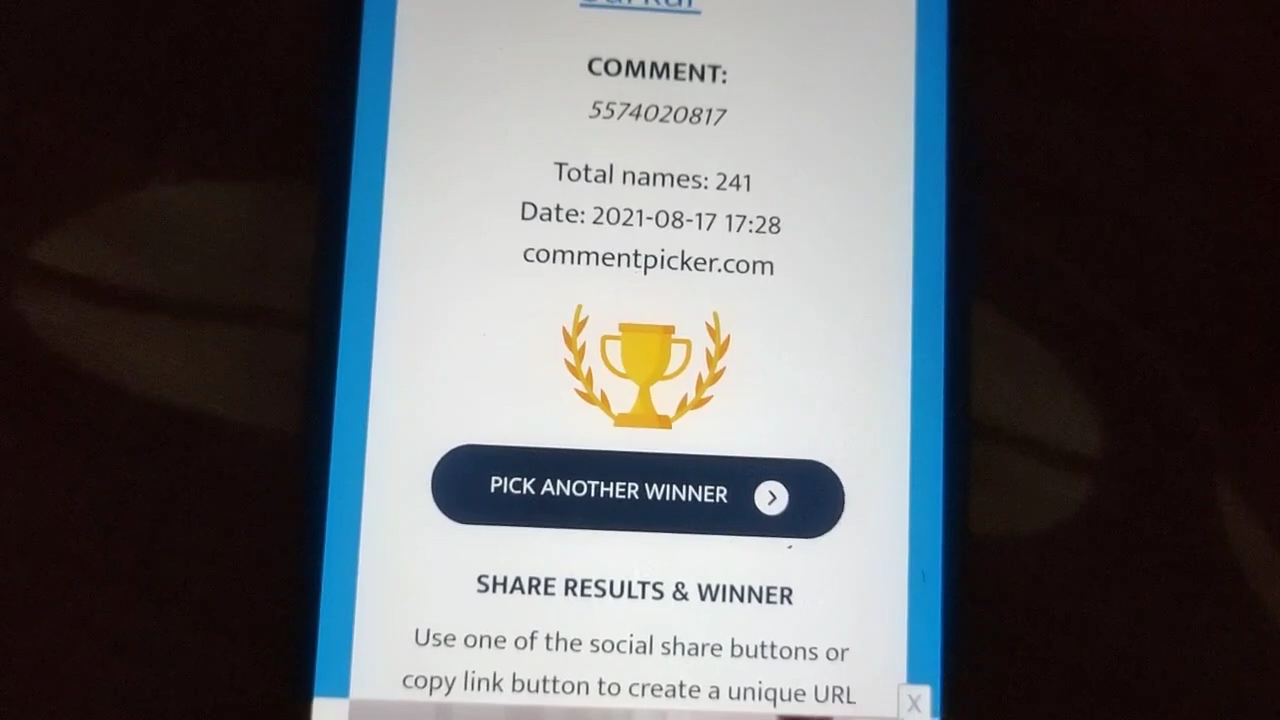 COMMENT:
5574020817
Total names: 241
Date: 2021-08-17 17:28
commentpicker.com
PICK ANOTHER WINNER
SHARE RESULTS & WINNER
Use one of the social share buttons or
copy link button to create a unique URL
X